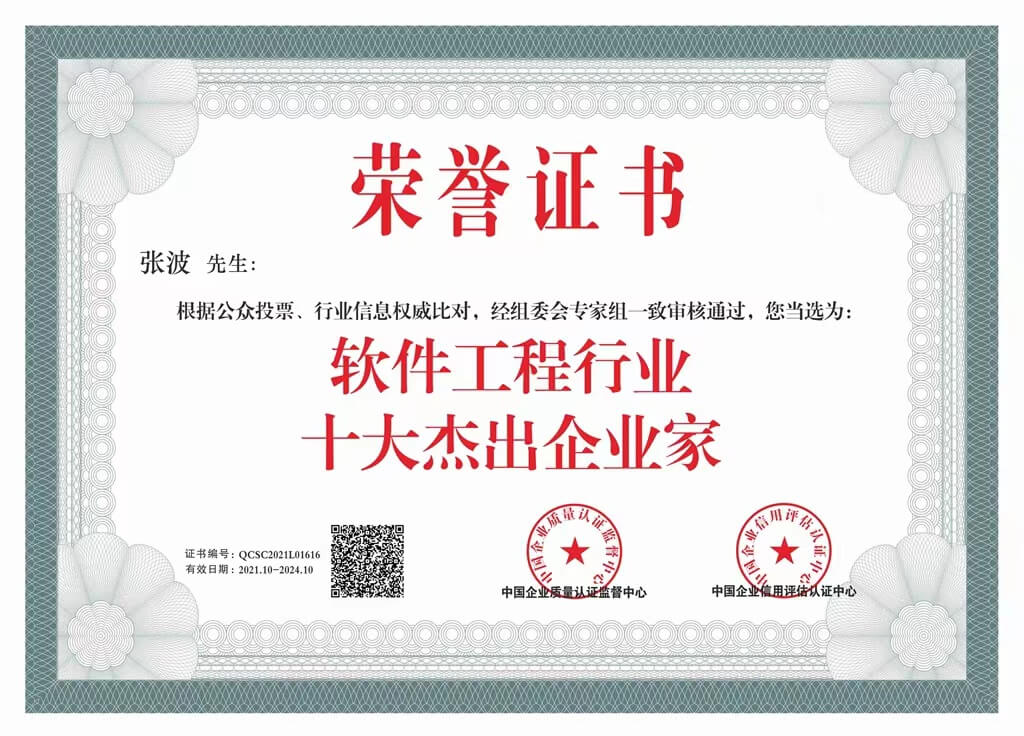 荣誉证书
张波 先生：
根据公众投票、行业信息权威比对，经组委会专家组一致审核通过，您当选为：
软件工程行业
十大杰出企业家
证书编号：QCSC2021L01616
有效日期：2021.10-2024.10
中国企业质量认证监督中心
中国企业质量认证监督中心
中国企业信用评估认证中心
中国企业信用评估认证中心